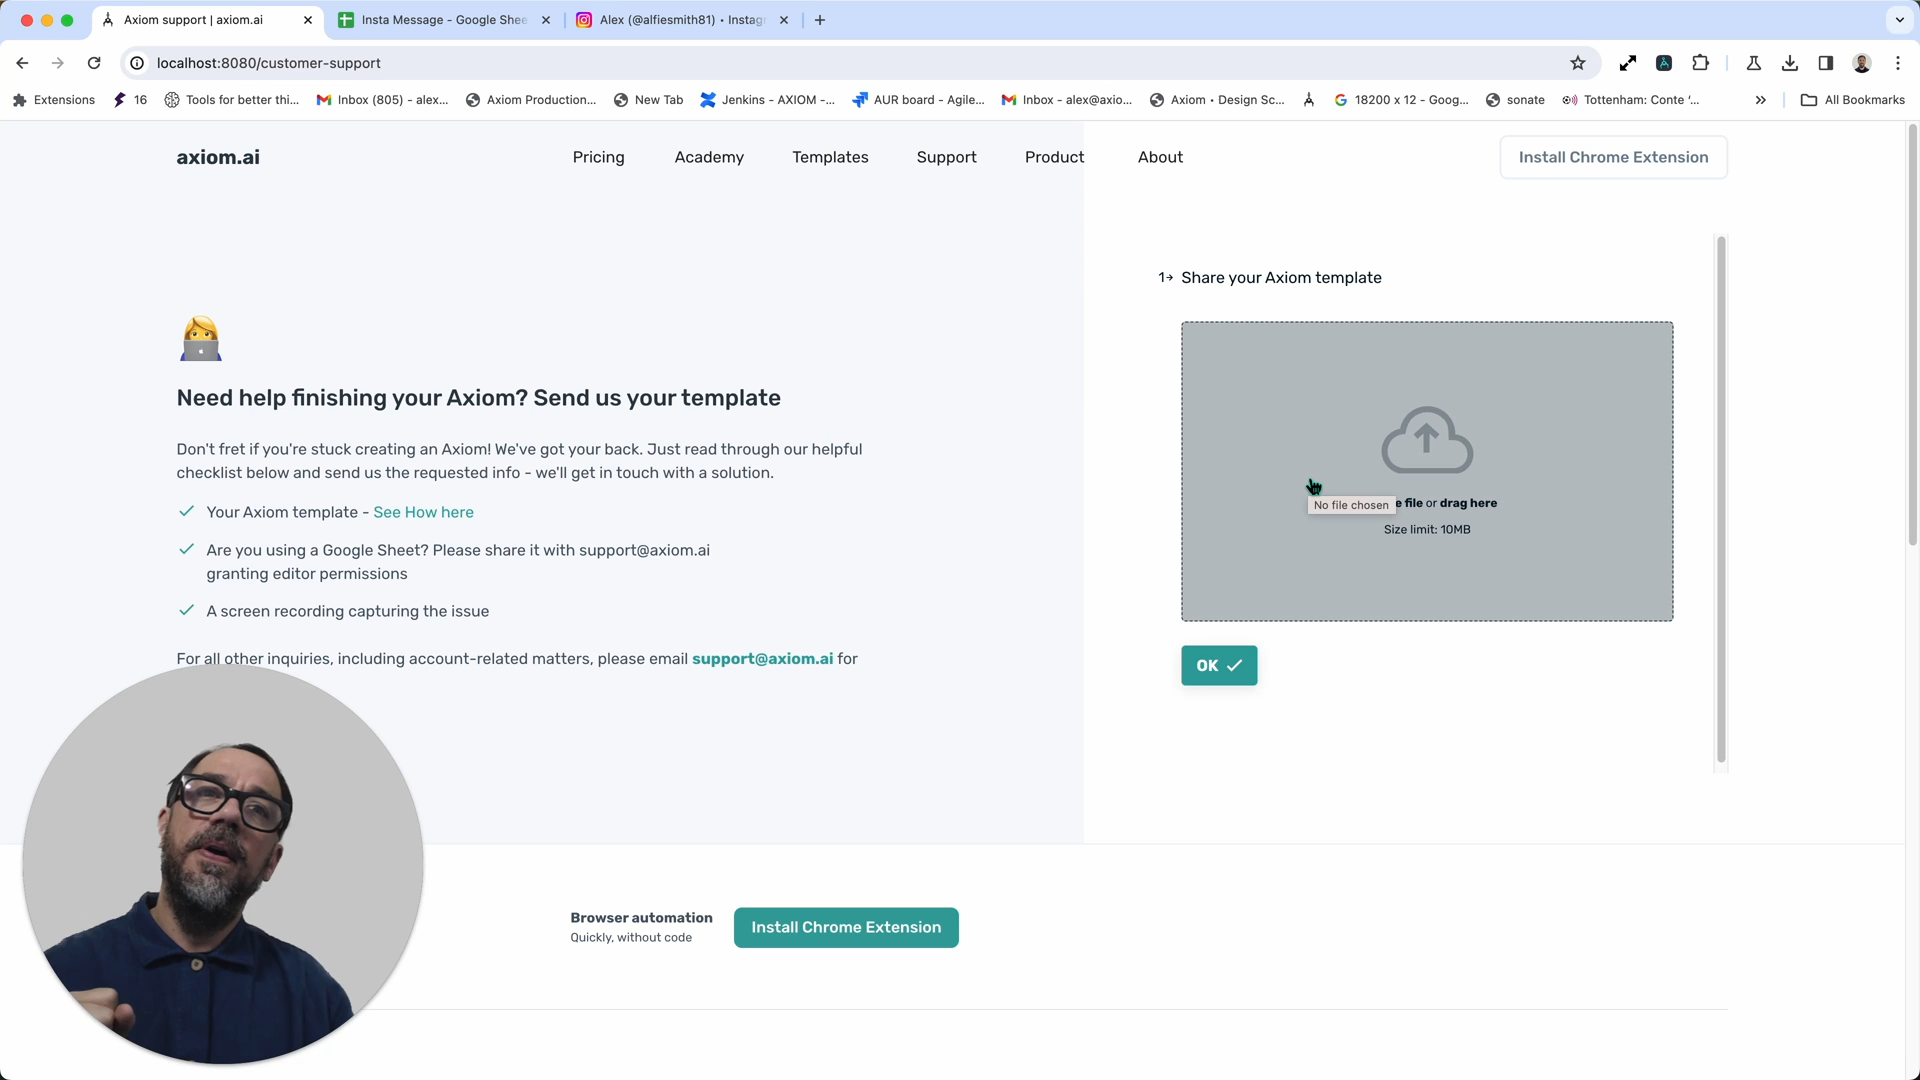 Axiom support | axiom.ai
Insta Message - Google Shee
Alex (@alfiesmith81) • Instag
localhost:8080/customer-support
Extensions
16
Tools for better thi...
Inbox (805) - alex...
Axiom Production...
New Tab
Jenkins - AXIOM -...
AUR board - Agile...
Inbox - alex@axio...
Axiom • Design Sc...
18200 x 12 - Goog...
sonate
Tottenham: Conte ‘...
All Bookmarks
axiom.ai
Pricing
Academy
Templates
Support
Product
About
Install Chrome Extension
Need help finishing your Axiom? Send us your template
Don't fret if you're stuck creating an Axiom! We've got your back. Just read through our helpful
checklist below and send us the requested info - we'll get in touch with a solution.
Your Axiom template - See How here
Are you using a Google Sheet? Please share it with support@axiom.ai
granting editor permissions
A screen recording capturing the issue
For all other inquiries, including account-related matters, please email support@axiom.ai for
1→ Share your Axiom template
e file or drag here
No file chosen
Size limit: 10MB
OK
Browser automation
Quickly, without code
Install Chrome Extension